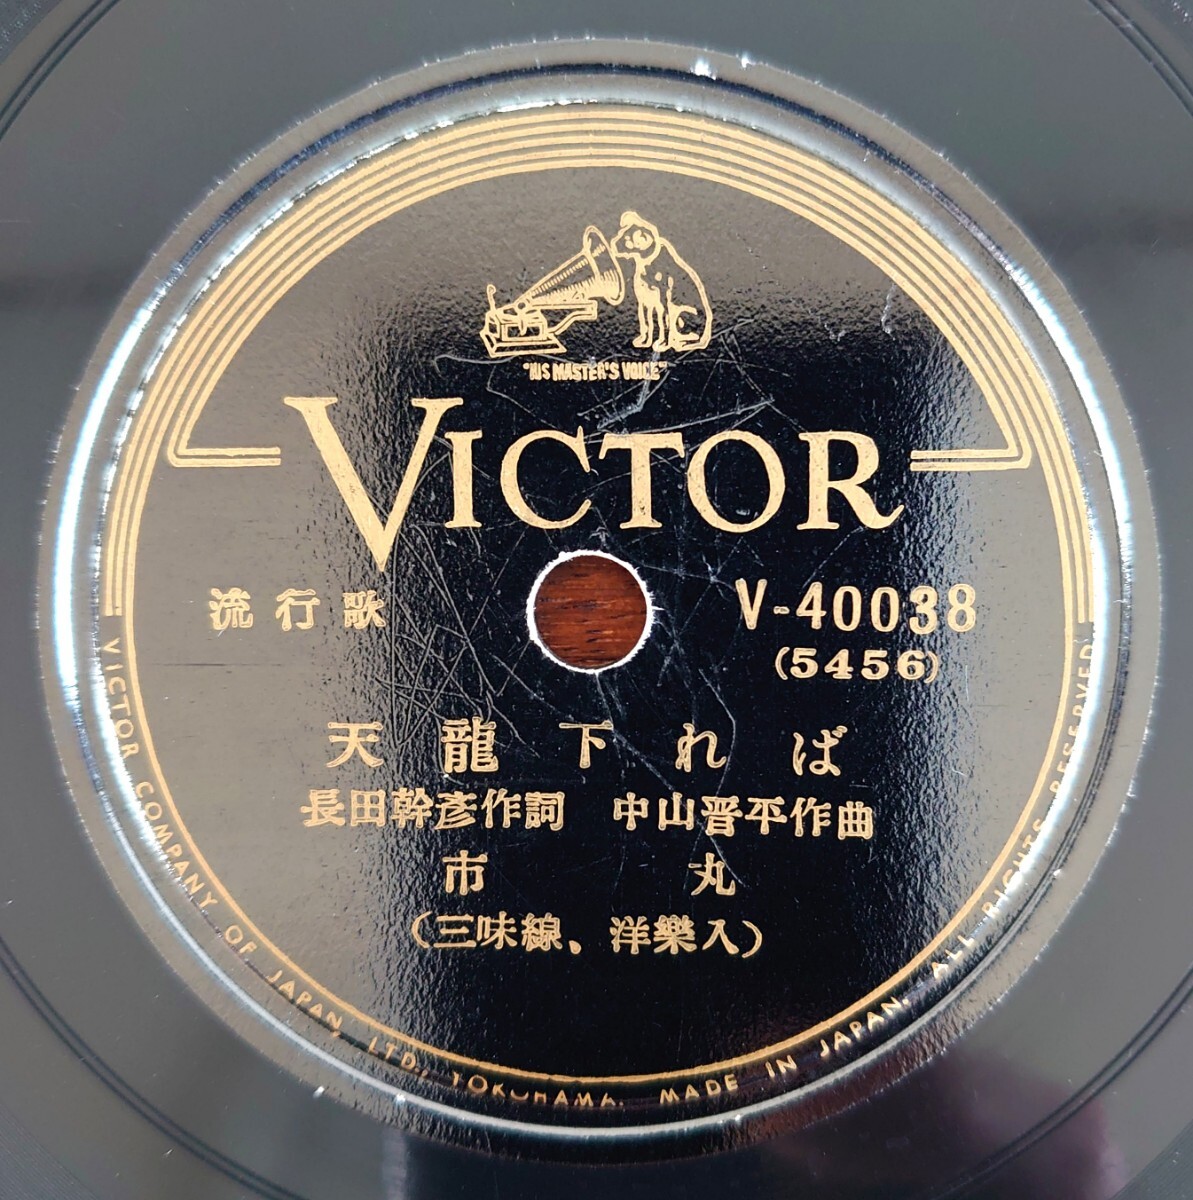 "HIS MASTER'S VOICE"
VICTOR
流行歌
V-40038
(5456)
天龍下れば
長田幹彦作詞 中山晋平作曲
市丸
(三味線、洋樂入)
VICTOR COMPANY OF JAPAN, LTD., YOKOHAMA. MADE IN JAPAN. ALL RIGHTS RESERVED